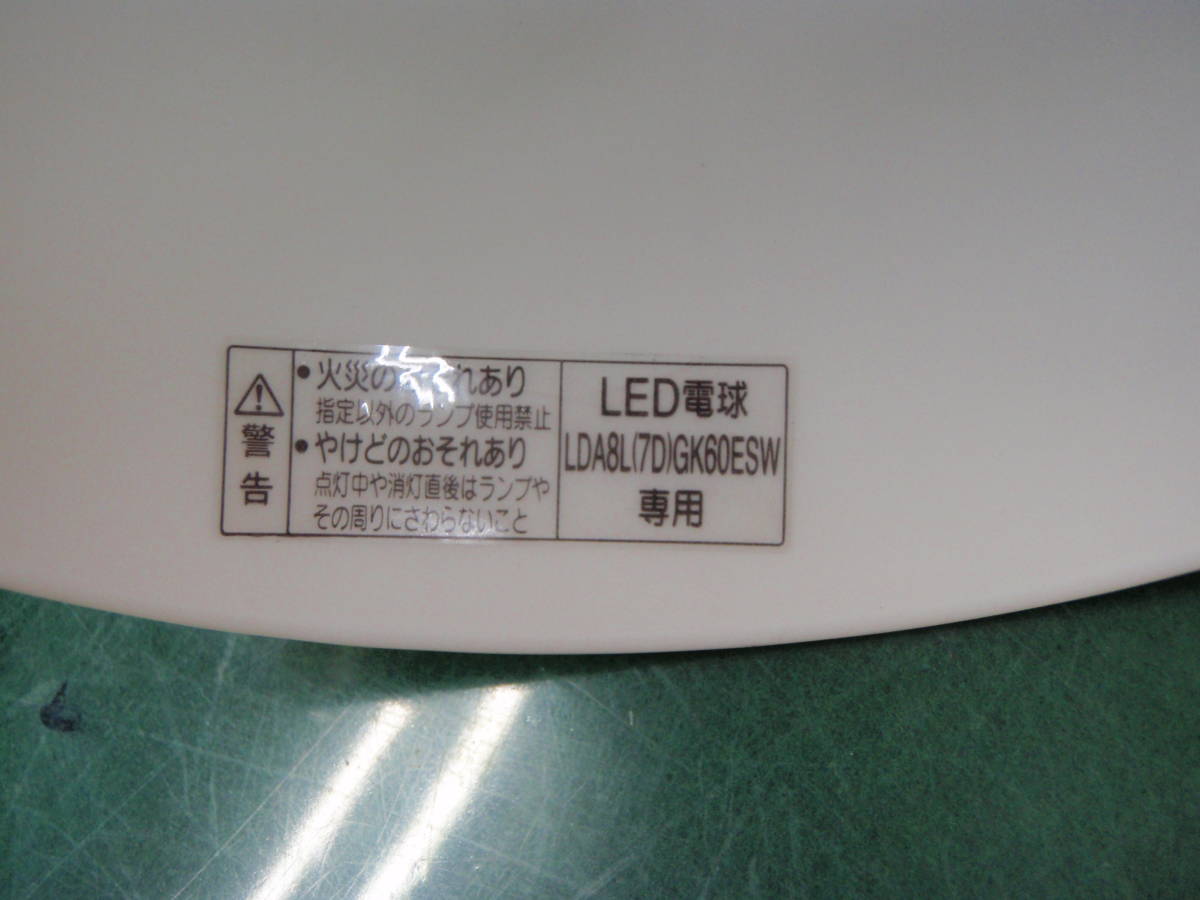 警告
• 火災のおそれあり
指定以外のランプ使用禁止
• やけどのおそれあり
点灯中や消灯直後はランプや
その周りにさわらないこと
LED電球
LDA8L(7D)GK60ESW
専用